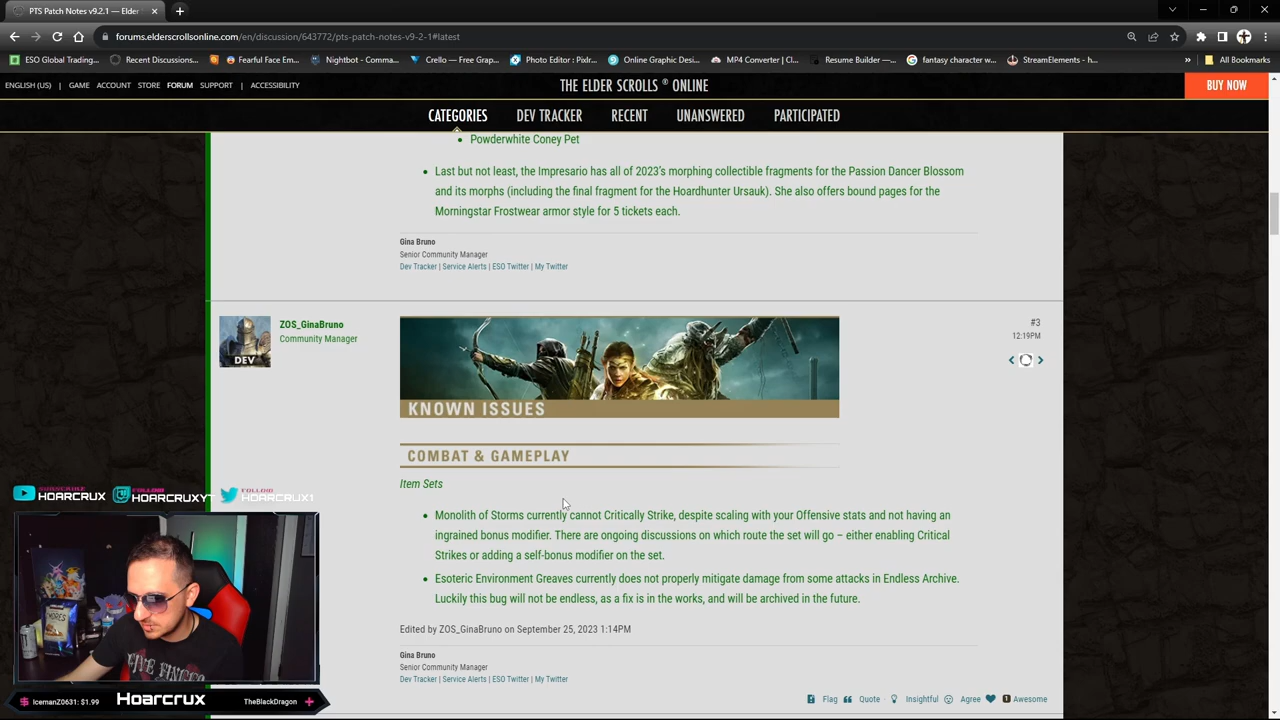 PTS Patch Notes v9.2.1 — Elder
forums.elderscrollsonline.com/en/discussion/643772/pts-patch-notes-v9-2-1#latest
ESO Global Trading... Recent Discussions... Fearful Face Em... Nightbot - Comma... Crello — Free Grap... Photo Editor : Pixlr... Online Graphic Desi... MP4 Converter | Cl... Resume Builder —... fantasy character w... StreamElements - h... » All Bookmarks
ENGLISH (US) | GAME ACCOUNT STORE FORUM SUPPORT | ACCESSIBILITY
THE ELDER SCROLLS ® ONLINE
BUY NOW
CATEGORIES DEV TRACKER RECENT UNANSWERED PARTICIPATED
• Powderwhite Coney Pet
• Last but not least, the Impresario has all of 2023's morphing collectible fragments for the Passion Dancer Blossom
and its morphs (including the final fragment for the Hoardhunter Ursauk). She also offers bound pages for the
Morningstar Frostwear armor style for 5 tickets each.
Gina Bruno
Senior Community Manager
Dev Tracker | Service Alerts | ESO Twitter | My Twitter
ZOS_GinaBruno
Community Manager
DEV
#3
12:19PM
KNOWN ISSUES
COMBAT & GAMEPLAY
Item Sets
• Monolith of Storms currently cannot Critically Strike, despite scaling with your Offensive stats and not having an
ingrained bonus modifier. There are ongoing discussions on which route the set will go – either enabling Critical
Strikes or adding a self-bonus modifier on the set.
• Esoteric Environment Greaves currently does not properly mitigate damage from some attacks in Endless Archive.
Luckily this bug will not be endless, as a fix is in the works, and will be archived in the future.
Edited by ZOS_GinaBruno on September 25, 2023 1:14PM
Gina Bruno
Senior Community Manager
Dev Tracker | Service Alerts | ESO Twitter | My Twitter
Flag Quote · Insightful Agree 1 Awesome
SUBSCRIBE
HOARCRUX
FOLLOW
HOARCRUXYT
FOLLOW
HOARCRUX1
IcemanZ0631: $1.99
Hoarcrux
TheBlackDragon